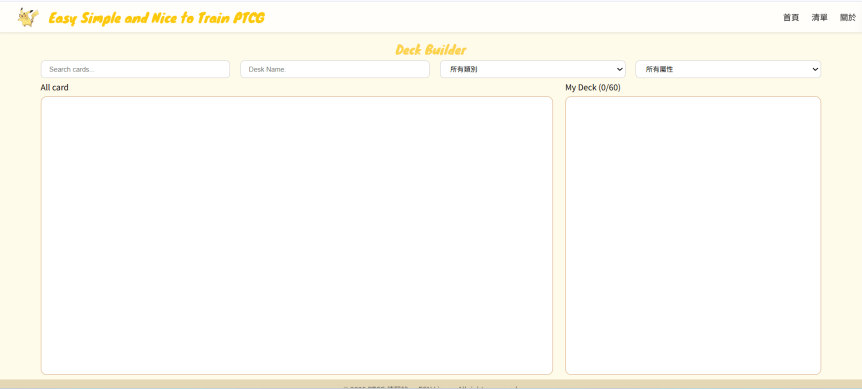 Easy Simple and Nice to Train PTCG
首頁 清單 關於
Deck Builder
Search cards... Desk Name. 所有類別 所有屬性
All card My Deck (0/60)